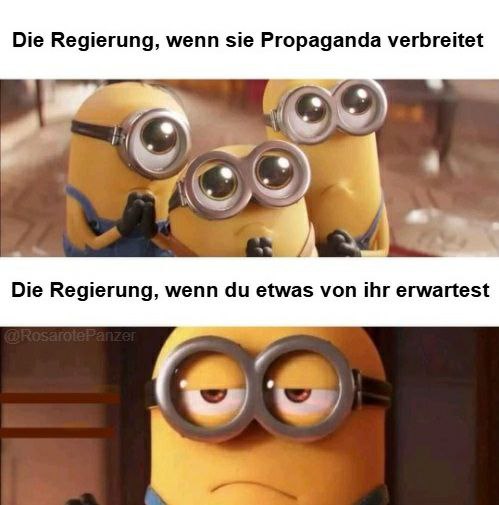 Die Regierung, wenn sie Propaganda verbreitet
Die Regierung, wenn du etwas von ihr erwartest
@RosarotePanzer